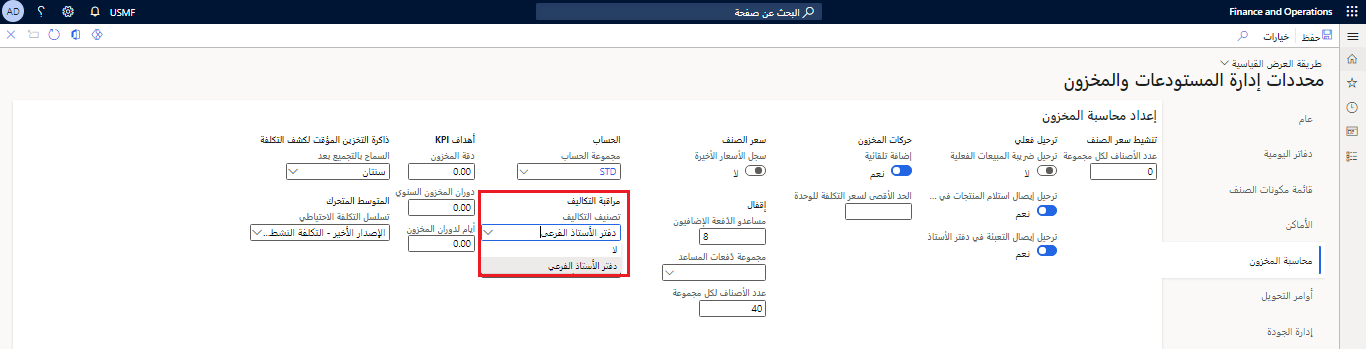 Finance and Operations
البحث عن صفحة
USMF
AD
حفظ
خيارات
طريقة العرض القياسية
محددات إدارة المستودعات والمخزون
عام
دفاتر اليومية
قائمة مكونات الصنف
الأماكن
محاسبة المخزون
أوامر التحويل
إدارة الجودة
إعداد محاسبة المخزون
تنشيط سعر الصنف
عدد الأصناف لكل مجموعة
0
ترحيل فعلي
ترحيل ضريبة المبيعات الفعلية
لا
ترحيل إيصال استلام المنتجات في ...
نعم
ترحيل إيصال التعبئة في دفتر الأستاذ
نعم
حركات المخزون
إضافة تلقائية
نعم
الحد الأقصى لسعر التكلفة للوحدة
سعر الصنف
سجل الأسعار الأخيرة
لا
إقفال
مساعدو الدُفعة الإضافيون
8
مجموعة دُفعات المساعد
عدد الأصناف لكل مجموعة
40
الحساب
مجموعة الحساب
STD
مراقبة التكاليف
تصنيف التكاليف
دفتر الأستاذ الفرعي
لا
دفتر الأستاذ الفرعي
أهداف KPI
دقة المخزون
0.00
دوران المخزون السنوي
0.00
أيام لدوران المخزون
0.00
ذاكرة التخزين المؤقت لكشف التكلفة
السماح بالتجميع بعد
سنتان
المتوسط المتحرك
تسلسل التكلفة الاحتياطي
الإصدار الأخير - التكلفة النشط...